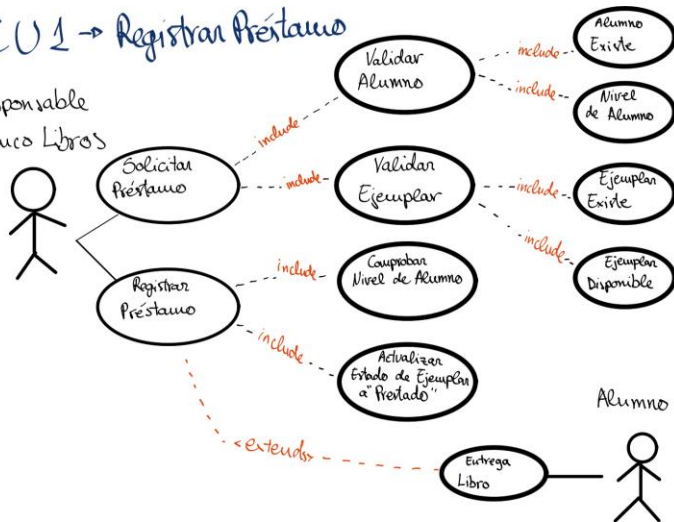 CU1 → Registrar Préstamo
ponsable
uco Libros
Solicitar
Préstamo
Registrar
Préstamo
include
include
include
include
Validar
Alumno
Validar
Ejemplar
Comprobar
Nivel de Alumno
Actualizar
Estado de Ejemplar
a "Prestado"
include
include
include
include
Alumno
Existe
Nivel
de Alumno
Ejemplar
Existe
Ejemplar
Disponible
<extends>
Entrega
Libro
Alumno